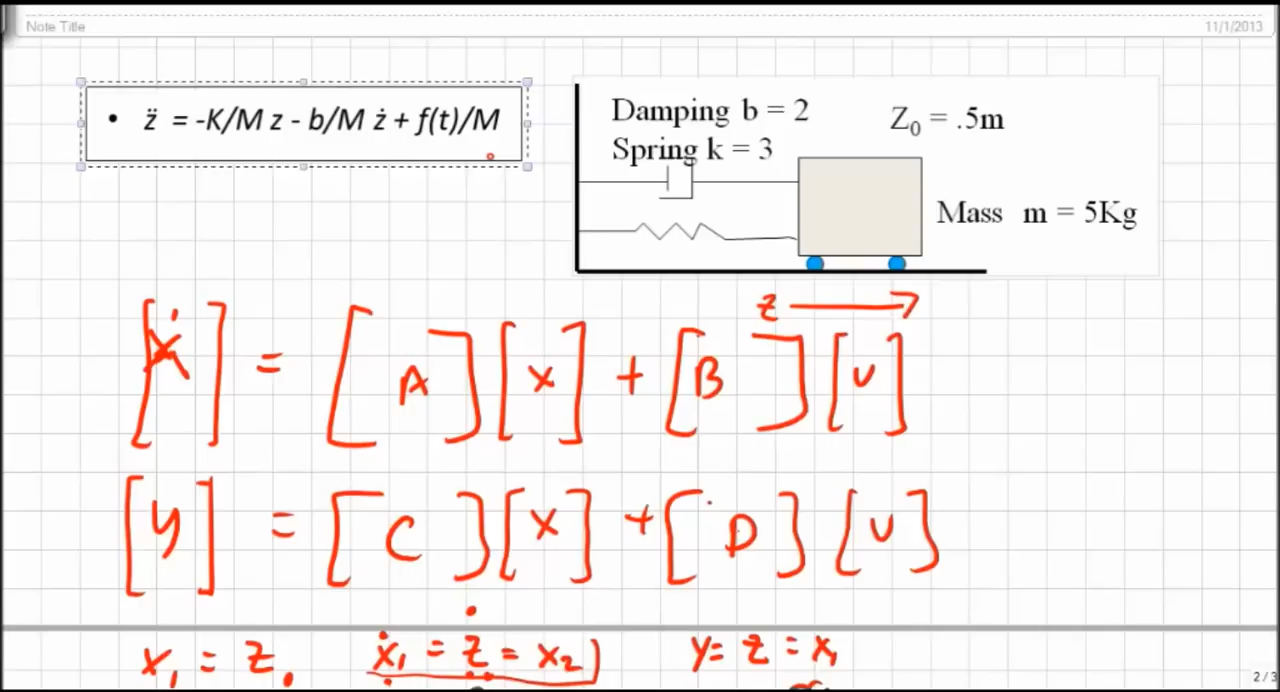 Note Title
11/1/2013
• z̈ = -K/M z - b/M ż + f(t)/M
Damping b = 2
Z₀ = .5m
Spring k = 3
Mass m = 5Kg
z →
[ẋ] = [A][x] + [B][u]
[y] = [C][x] + [D][u]
x₁ = z
ẋ₁ = ż = x₂
y = z = x₁
2 / 3